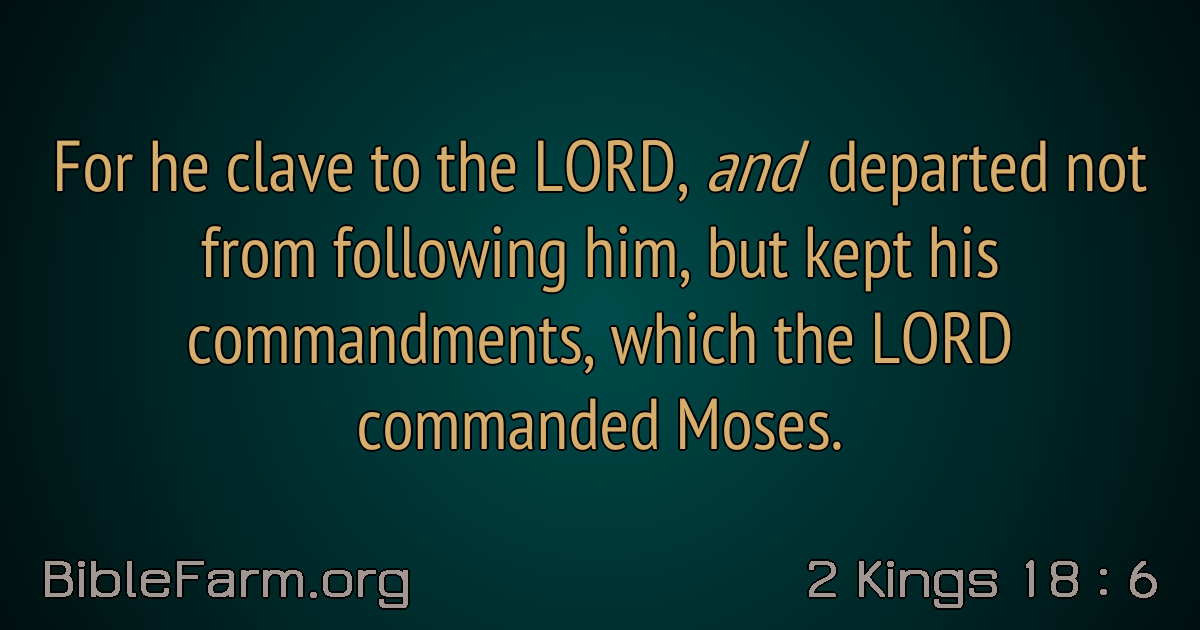 For he clave to the LORD, and departed not
from following him, but kept his
commandments, which the LORD
commanded Moses.
BibleFarm.org
2 Kings 18 : 6